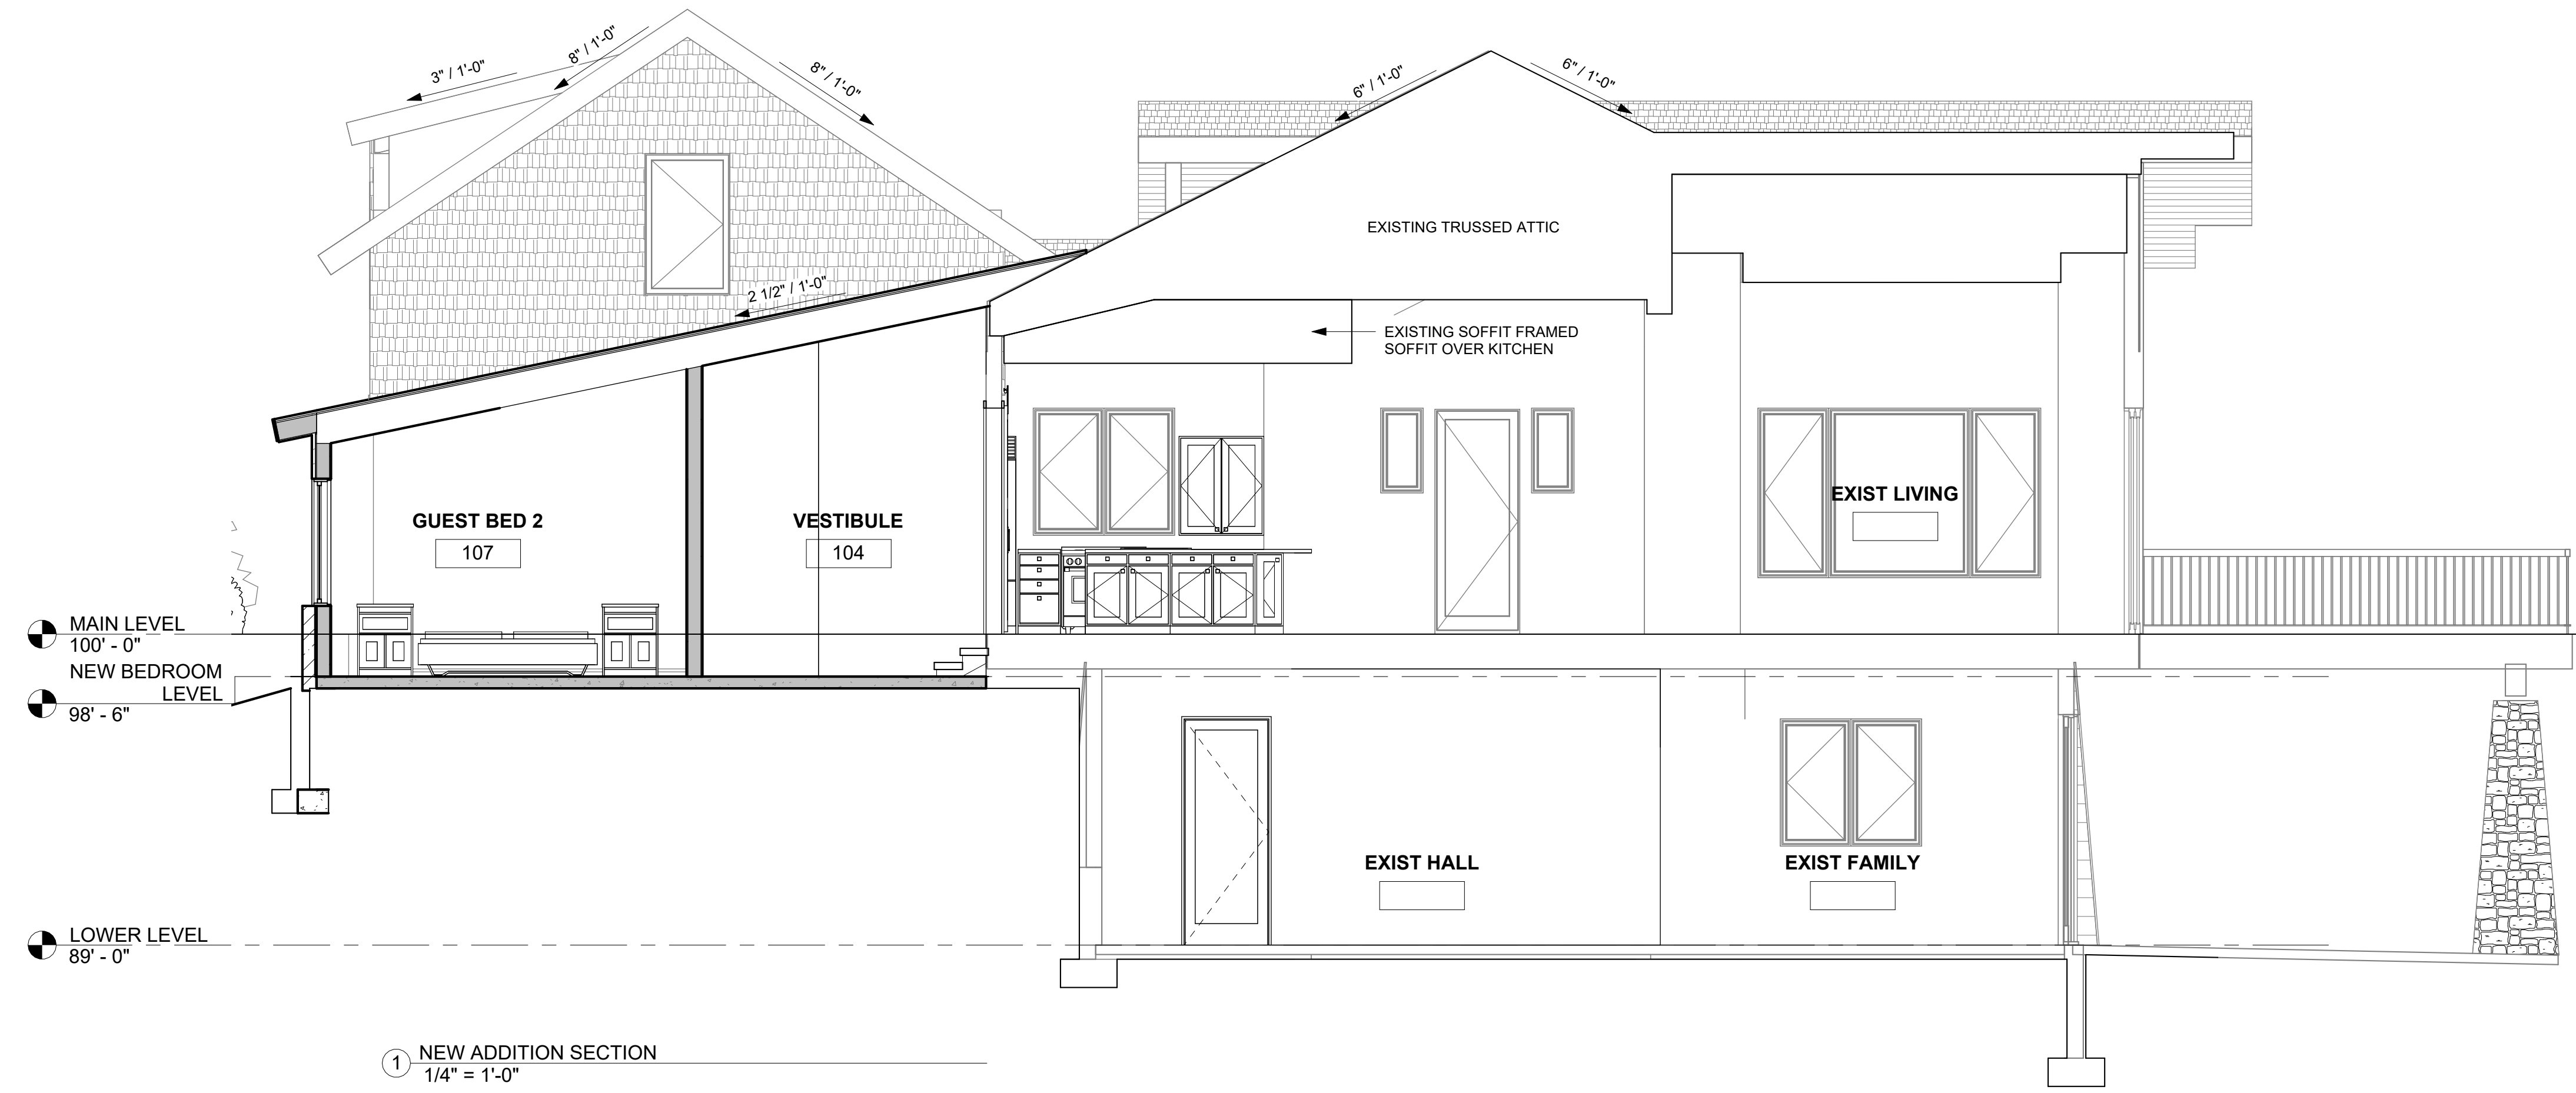 3" / 1'-0"
8" / 1'-0"
8" / 1'-0"
6" / 1'-0"
6" / 1'-0"
EXISTING TRUSSED ATTIC
2 1/2" / 1'-0"
EXISTING SOFFIT FRAMED
SOFFIT OVER KITCHEN
EXIST LIVING
GUEST BED 2
107
VESTIBULE
104
MAIN LEVEL
100' - 0"
NEW BEDROOM
LEVEL
98' - 6"
EXIST HALL
EXIST FAMILY
LOWER LEVEL
89' - 0"
1
NEW ADDITION SECTION
1/4" = 1'-0"